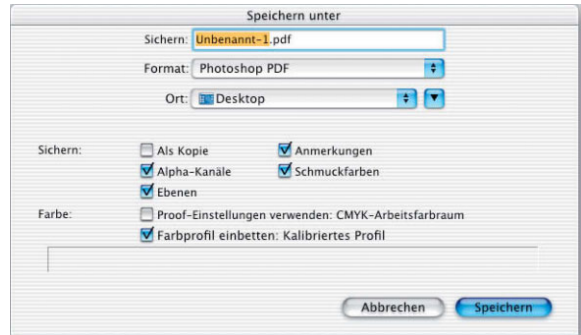 Speichern unter
Sichern: Unbenannt-1.pdf
Format: Photoshop PDF
Ort: Desktop
Sichern: Als Kopie Anmerkungen
Alpha-Kanäle Schmuckfarben
Ebenen
Farbe: Proof-Einstellungen verwenden: CMYK-Arbeitsfarbraum
Farbprofil einbetten: Kalibriertes Profil
Abbrechen Speichern